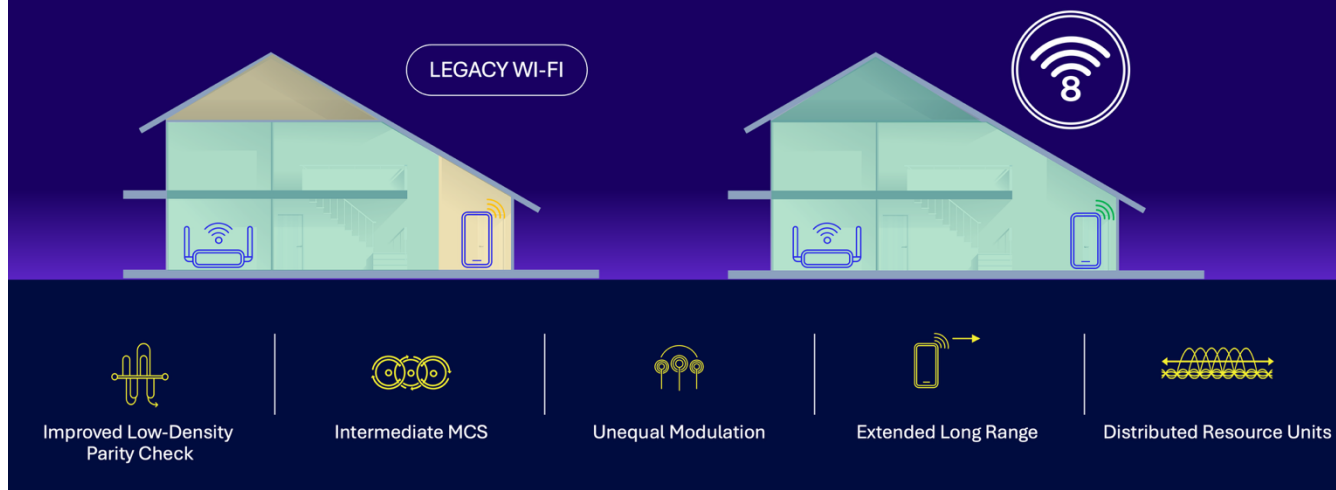 LEGACY WI-FI
8
Improved Low-Density
Parity Check
Intermediate MCS
Unequal Modulation
Extended Long Range
Distributed Resource Units